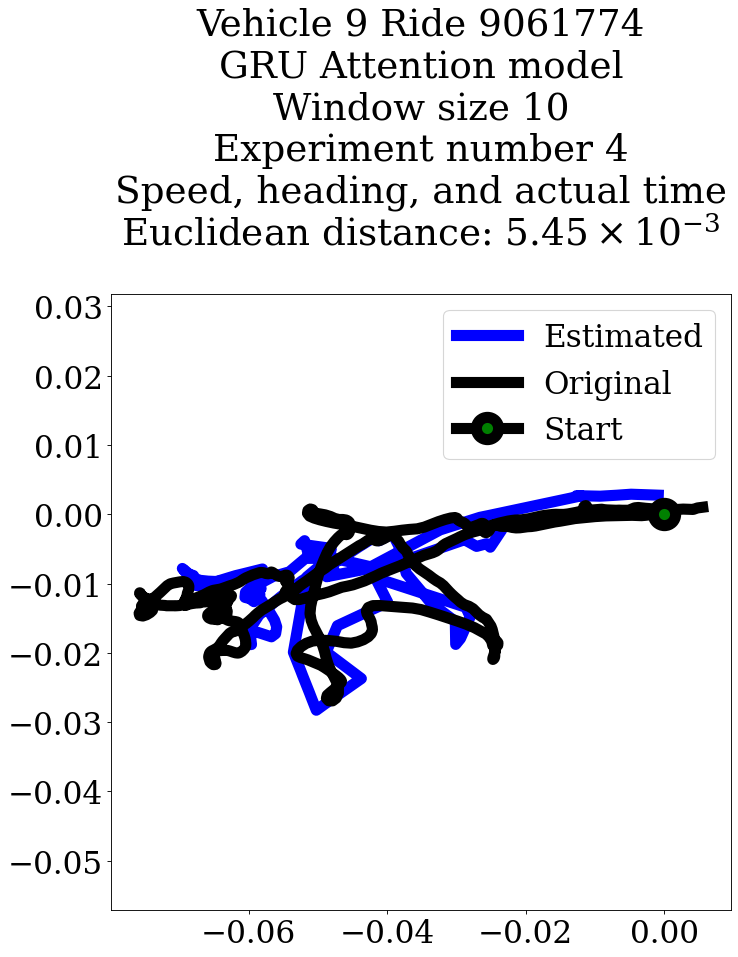 Vehicle 9 Ride 9061774
GRU Attention model
Window size 10
Experiment number 4
Speed, heading, and actual time
Euclidean distance: 5.45 × 10⁻³
Estimated
Original
Start
0.03
0.02
0.01
0.00
−0.01
−0.02
−0.03
−0.04
−0.05
−0.06
−0.04
−0.02
0.00